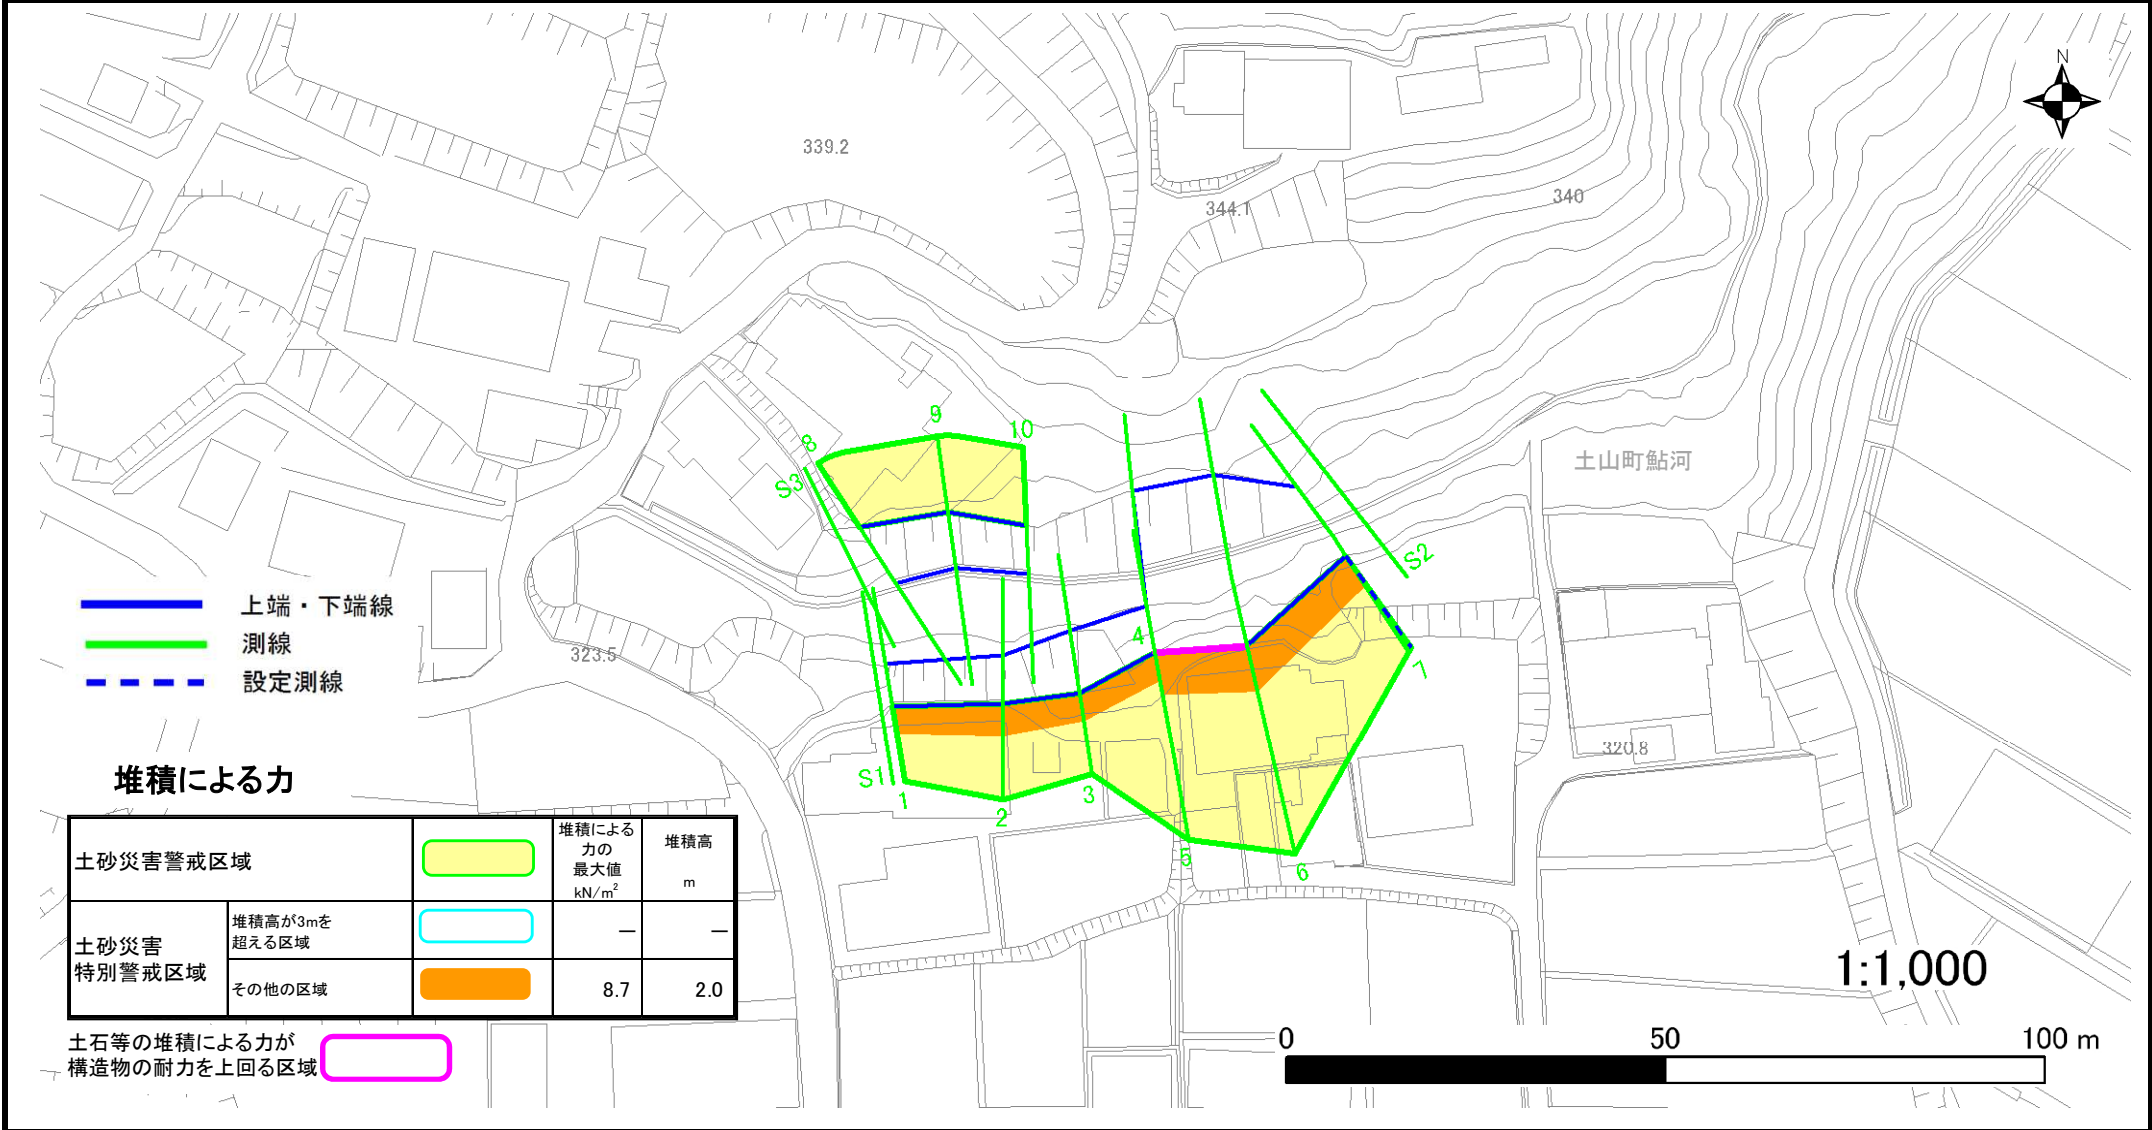 N
339.2
344.1
340
土山町鮎河
9
10
8
S3
S2
4
7
323.5
320.8
S1
1
2
3
5
6
上端・下端線
測線
設定測線
堆積による力
土砂災害警戒区域
堆積による
力の
最大値
kN/m²
堆積高
m
土砂災害
特別警戒区域
堆積高が3mを
超える区域
—
—
その他の区域
8.7
2.0
土石等の堆積による力が
構造物の耐力を上回る区域
1:1,000
0
50
100 m